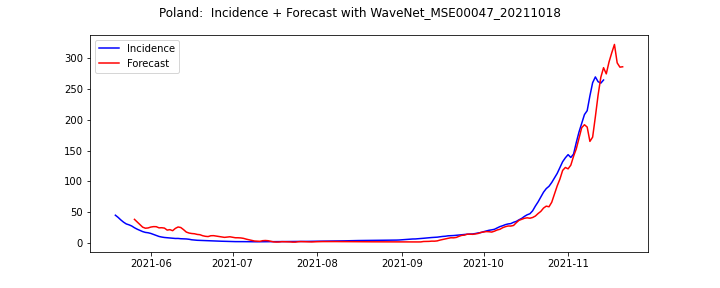 Poland:  Incidence + Forecast with WaveNet_MSE00047_20211018
Incidence
Forecast
300
250
200
150
100
50
0
2021-06 2021-07 2021-08 2021-09 2021-10 2021-11